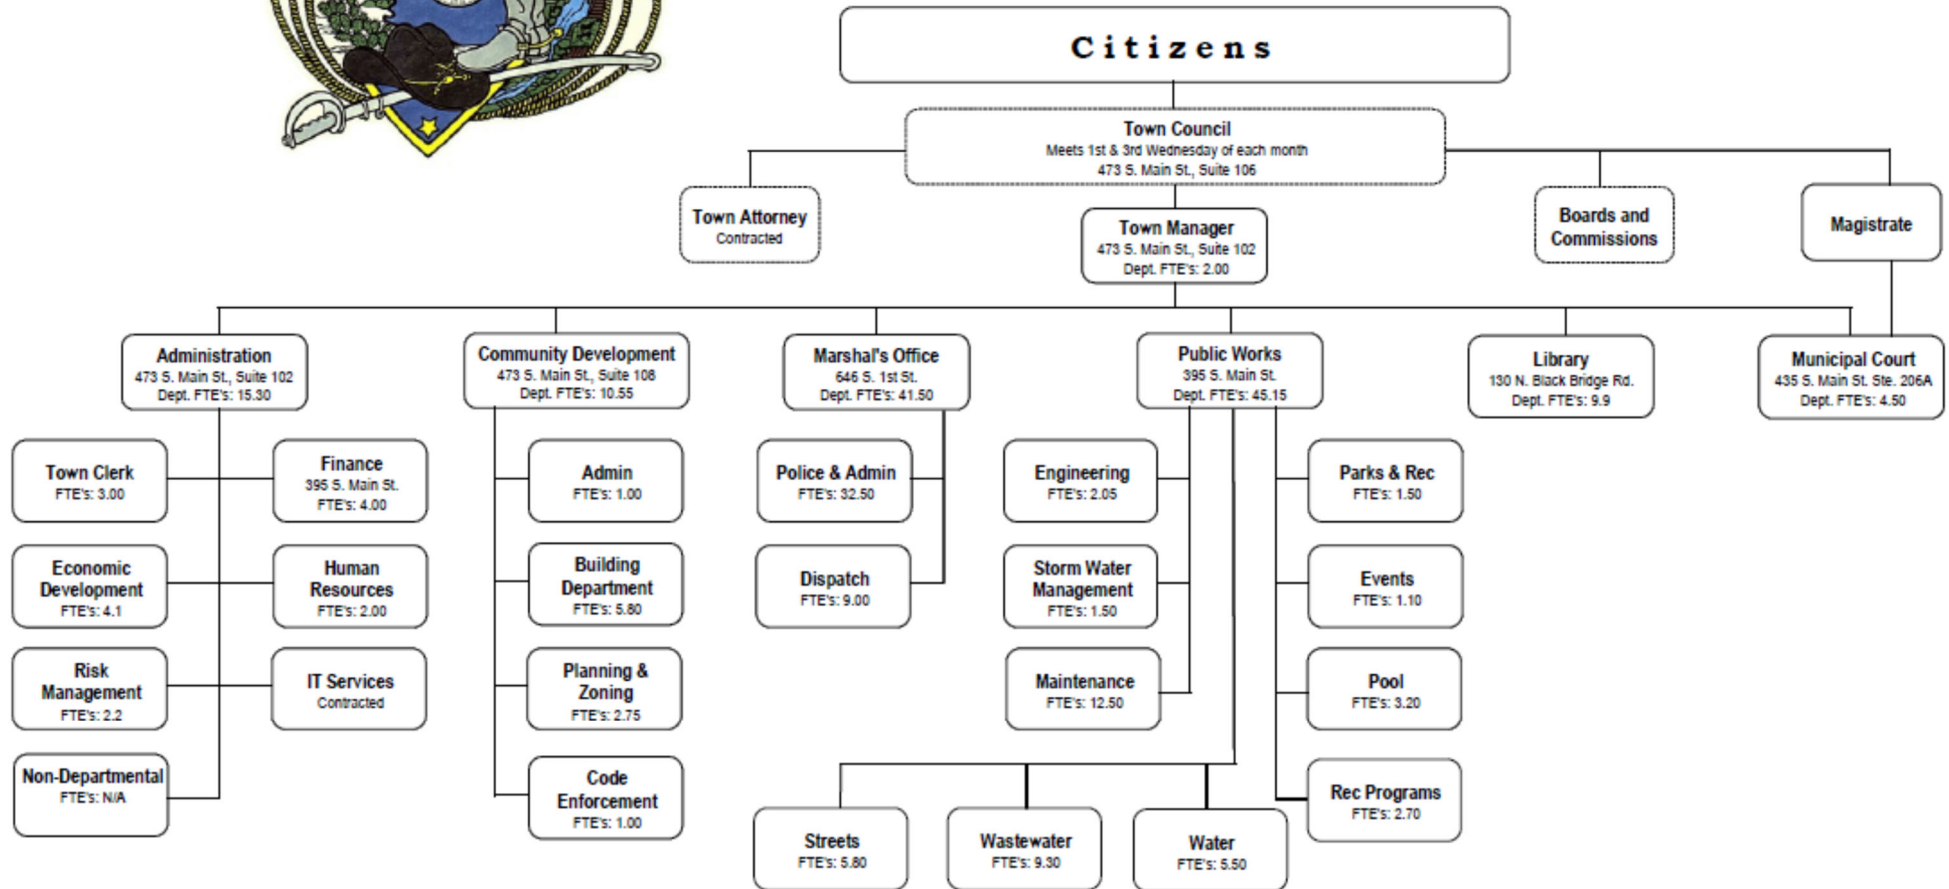 Citizens
Town Council
Meets 1st & 3rd Wednesday of each month
473 S. Main St., Suite 106
Town Attorney
Contracted
Town Manager
473 S. Main St., Suite 102
Dept. FTE's: 2.00
Boards and
Commissions
Magistrate
Administration
473 S. Main St., Suite 102
Dept. FTE's: 15.30
Community Development
473 S. Main St., Suite 108
Dept. FTE's: 10.55
Marshal's Office
646 S. 1st St.
Dept. FTE's: 41.50
Public Works
395 S. Main St.
Dept. FTE's: 45.15
Library
130 N. Black Bridge Rd.
Dept. FTE's: 9.9
Municipal Court
435 S. Main St. Ste. 206A
Dept. FTE's: 4.50
Town Clerk
FTE's: 3.00
Finance
395 S. Main St.
FTE's: 4.00
Admin
FTE's: 1.00
Police & Admin
FTE's: 32.50
Engineering
FTE's: 2.05
Parks & Rec
FTE's: 1.50
Economic
Development
FTE's: 4.1
Human
Resources
FTE's: 2.00
Building
Department
FTE's: 5.80
Dispatch
FTE's: 9.00
Storm Water
Management
FTE's: 1.50
Events
FTE's: 1.10
Risk
Management
FTE's: 2.2
IT Services
Contracted
Planning &
Zoning
FTE's: 2.75
Maintenance
FTE's: 12.50
Pool
FTE's: 3.20
Non-Departmental
FTE's: N/A
Code
Enforcement
FTE's: 1.00
Rec Programs
FTE's: 2.70
Streets
FTE's: 5.80
Wastewater
FTE's: 9.30
Water
FTE's: 5.50